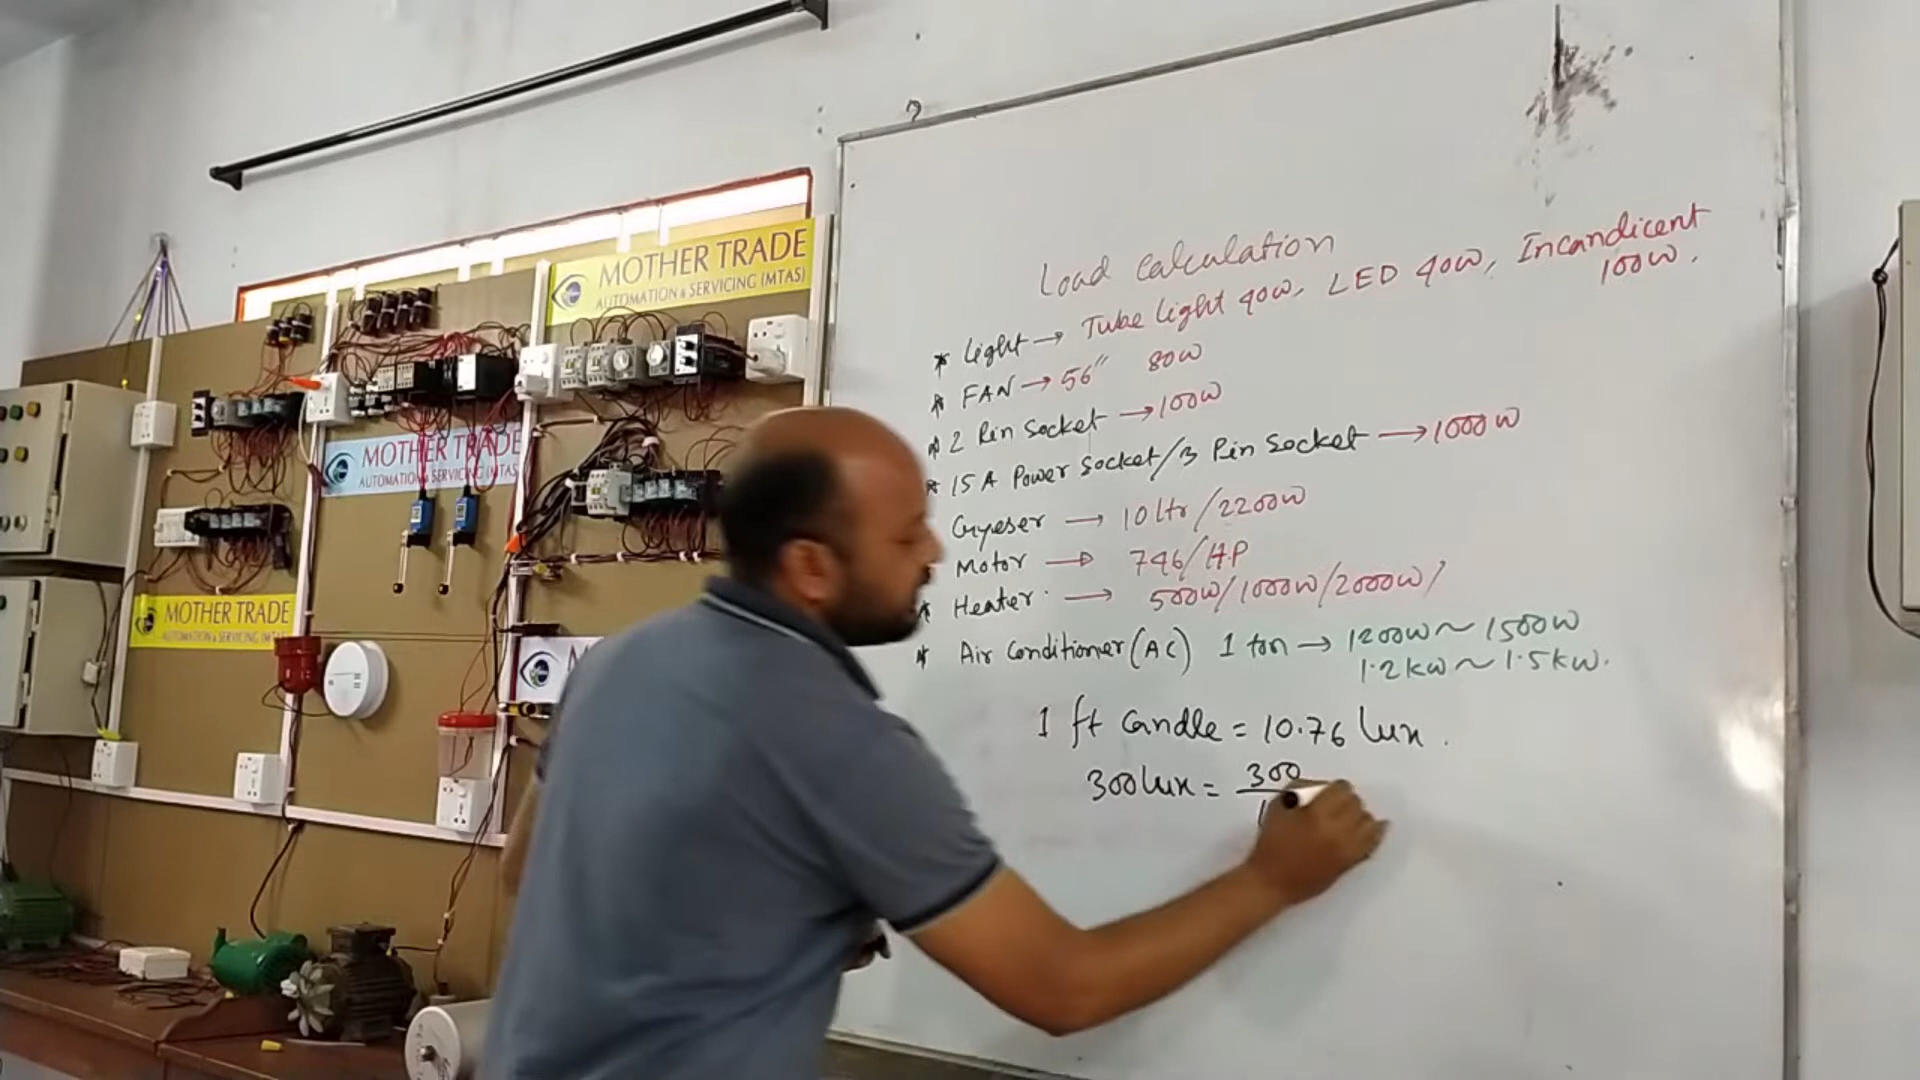 MOTHER TRADE
AUTOMATION & SERVICING (MTAS)
MOTHER TRADE
AUTOMATION & SERVICING (MTAS
MOTHER TRADE
Load Calculation
* Light → Tube Light 40W, LED 40W, Incandicent
100W.
* FAN → 56" 80W
* 2 Pin Socket → 100W
* 15 A Power Socket/3 Pin Socket → 1000W
Gyeser → 10 ltr/2200W
Motor → 746/H.P
* Heater → 500W/1000W/2000W/
* Air Conditioner (AC) 1 ton → 1200W ~ 1500W
1.2KW ~ 1.5KW.
1 ft Candle = 10.76 lux.
300 lux = 300
1